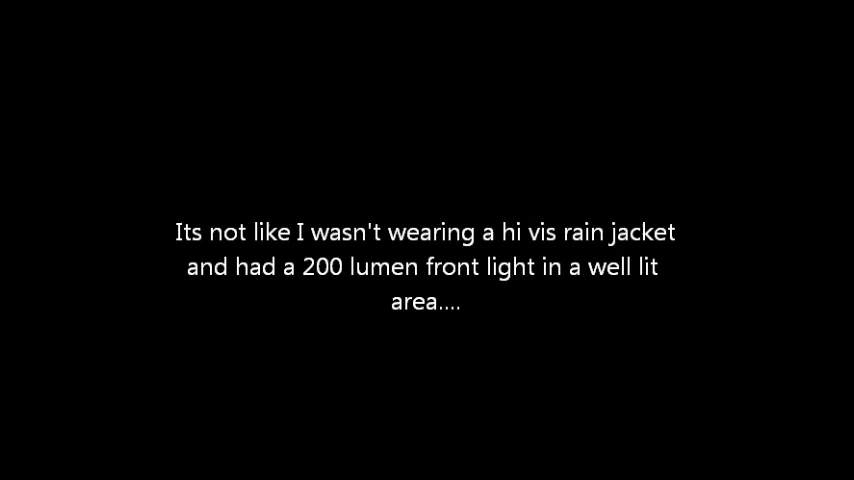 Its not like I wasn't wearing a hi vis rain jacket
and had a 200 lumen front light in a well lit
area....